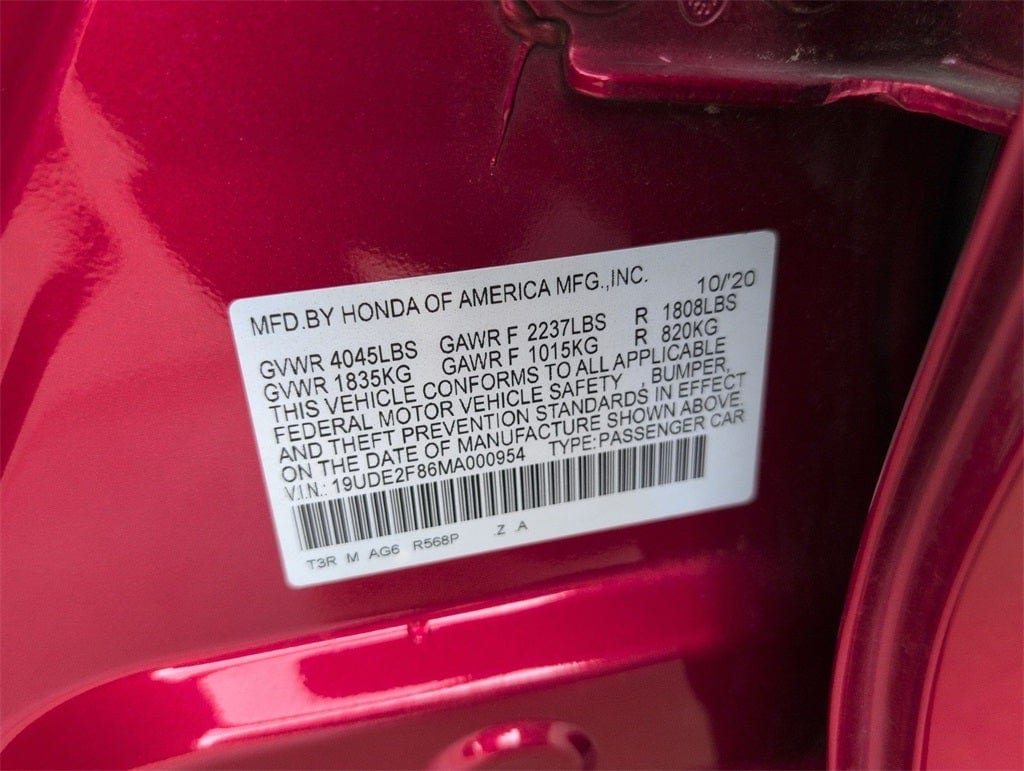 MFD.BY HONDA OF AMERICA MFG.,INC. 10/'20
GVWR 4045LBS GAWR F 2237LBS R 1808LBS
GVWR 1835KG GAWR F 1015KG R 820KG
THIS VEHICLE CONFORMS TO ALL APPLICABLE
FEDERAL MOTOR VEHICLE SAFETY , BUMPER,
AND THEFT PREVENTION STANDARDS IN EFFECT
ON THE DATE OF MANUFACTURE SHOWN ABOVE.
V.I.N.: 19UDE2F86MA000954 TYPE:PASSENGER CAR
T3R M AG6 R568P Z A